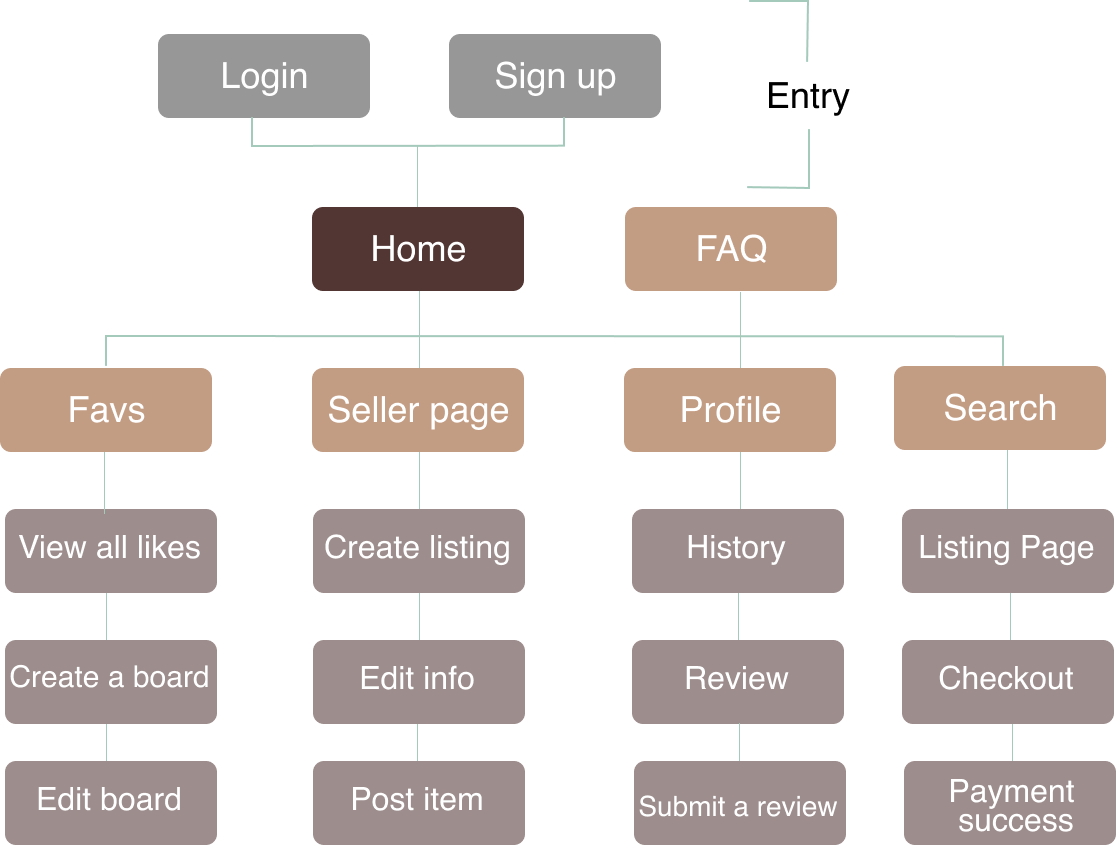 Login
Sign up
Entry
Home
FAQ
Favs
Seller page
Profile
Search
View all likes
Create listing
History
Listing Page
Create a board
Edit info
Review
Checkout
Edit board
Post item
Submit a review
Payment
success